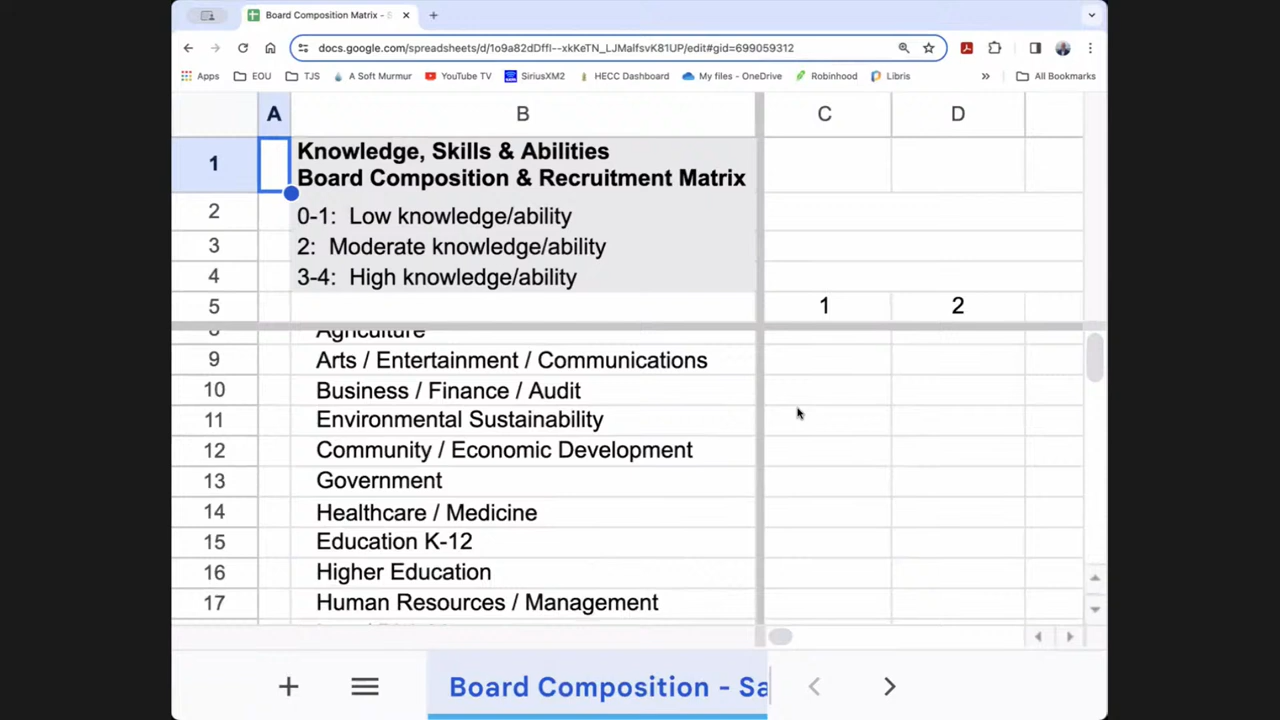 Board Composition Matrix - S
docs.google.com/spreadsheets/d/1o9a82dDffI--xkKeTN_LJMalfsvK81UP/edit#gid=699059312
Apps EOU TJS A Soft Murmur YouTube TV SiriusXM2 HECC Dashboard My files - OneDrive Robinhood Libris » All Bookmarks
A B C D
1 Knowledge, Skills & Abilities
Board Composition & Recruitment Matrix
2 0-1: Low knowledge/ability
3 2: Moderate knowledge/ability
4 3-4: High knowledge/ability
5 1 2
8 Agriculture
9 Arts / Entertainment / Communications
10 Business / Finance / Audit
11 Environmental Sustainability
12 Community / Economic Development
13 Government
14 Healthcare / Medicine
15 Education K-12
16 Higher Education
17 Human Resources / Management
Board Composition - Sa